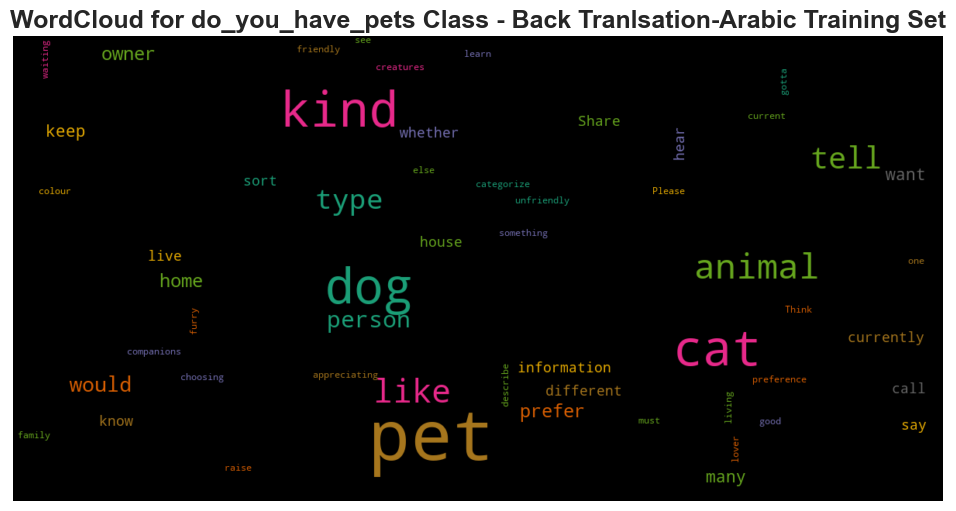 WordCloud for do_you_have_pets Class - Back Tranlsation-Arabic Training Set
see
waiting
owner
friendly
learn
creatures
gotta
kind
keep
whether
Share
current
hear
tell
want
else
sort
categorize
colour
type
Please
unfriendly
house
something
live
home
animal
one
dog
person
furry
Think
currently
cat
companions
would
choosing
appreciating
like
describe
information
different
prefer
preference
call
know
family
pet
must
living
good
say
lover
raise
many